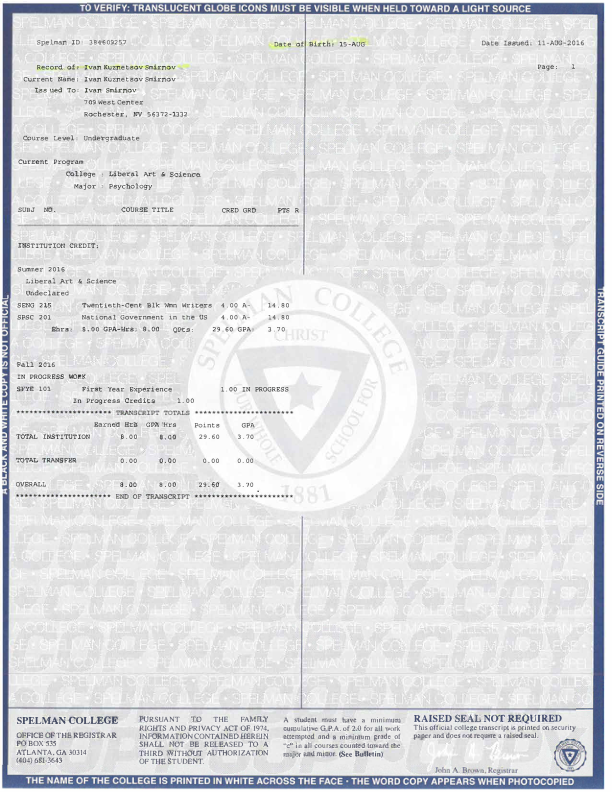 TO VERIFY: TRANSLUCENT GLOBE ICONS MUST BE VISIBLE WHEN HELD TOWARD A LIGHT SOURCE
Spelman ID: 384609257
Date of Birth: 15-AUG
Date Issued: 11-AUG-2016
Record of: Ivan Kuznetsov Smirnov
Page: 1
Current Name: Ivan Kuznetsov Smirnov
Issued To: Ivan Smirnov
709 West Center
Rochester, NV 56372-1332
Course Level: Undergraduate
Current Program
College : Liberal Art & Science
Major : Psychology
SUBJ NO. COURSE TITLE CRED GRD PTS R
INSTITUTION CREDIT:
Summer 2016
Liberal Art & Science
Undeclared
SENG 215 Twentieth-Cent Blk Wmn Writers 4.00 A- 14.80
SPSC 201 National Government in the US 4.00 A- 14.80
Ehrs: 8.00 GPA-Hrs: 8.00 QPts: 29.60 GPA: 3.70
Fall 2016
IN PROGRESS WORK
SFYE 101 First Year Experience 1.00 IN PROGRESS
In Progress Credits 1.00
********************** TRANSCRIPT TOTALS ***********************
Earned Hrs GPA Hrs Points GPA
TOTAL INSTITUTION 8.00 8.00 29.60 3.70
TOTAL TRANSFER 0.00 0.00 0.00 0.00
OVERALL 8.00 8.00 29.60 3.70
********************** END OF TRANSCRIPT ***********************
SPELMAN COLLEGE
CHRIST
OUR WHOLE SCHOOL FOR
1881
A BLACK AND WHITE COPY IS NOT OFFICIAL
TRANSCRIPT GUIDE PRINTED ON REVERSE SIDE
SPELMAN COLLEGE
OFFICE OF THE REGISTRAR
PO BOX 535
ATLANTA, GA 30314
(404) 681-3643
PURSUANT TO THE FAMILY
RIGHTS AND PRIVACY ACT OF 1974,
INFORMATION CONTAINED HEREIN
SHALL NOT BE RELEASED TO A
THIRD WITHOUT AUTHORIZATION
OF THE STUDENT.
A student must have a minimum
cumulative G.P.A. of 2.0 for all work
attempted and a minimum grade of
"c" in all courses counted toward the
major and minor. (See Bulletin)
RAISED SEAL NOT REQUIRED
This official college transcript is printed on security
paper and does not require a raised seal.
John A. Brown, Registrar
THE NAME OF THE COLLEGE IS PRINTED IN WHITE ACROSS THE FACE • THE WORD COPY APPEARS WHEN PHOTOCOPIED